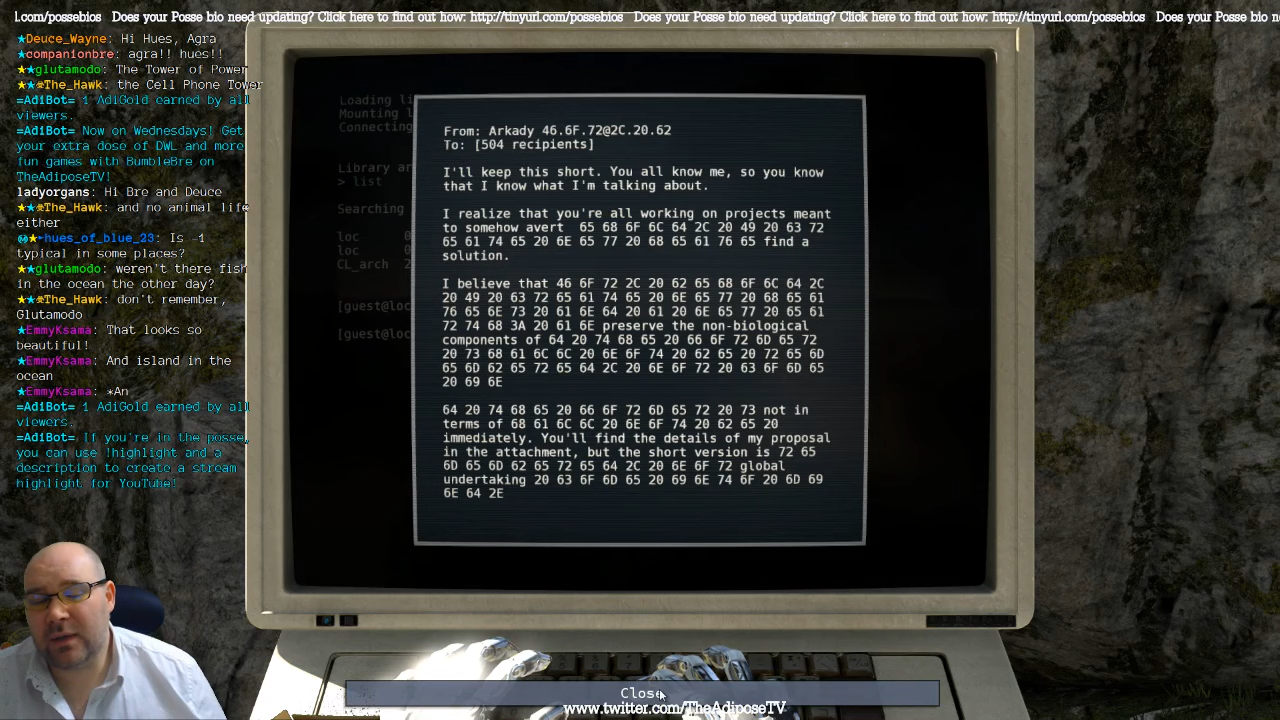 l.com/possebios   Does your Posse bio need updating? Click here to find out how: http://tinyurl.com/possebios   Does your Posse bio need updating? Click here to find out how: http://tinyurl.com/possebios   Does your Posse bio n
Deuce_Wayne: Hi Hues, Agra
companionbre: agra!! hues!!
glutamodo: The Tower of Power
The_Hawk: the Cell Phone Tower
=AdiBot= 1 AdiGold earned by all
viewers.
=AdiBot= Now on Wednesdays! Get
your extra dose of DWL and more
fun games with BumbleBre on
TheAdiposeTV!
ladyorgans: Hi Bre and Deuce
The_Hawk: and no animal life
either
hues_of_blue_23: Is -1
typical in some places?
glutamodo: weren't there fish
in the ocean the other day?
The_Hawk: don't remember,
Glutamodo
EmmyKsama: That looks so
beautiful!
EmmyKsama: And island in the
ocean
EmmyKsama: *An
=AdiBot= 1 AdiGold earned by all
viewers.
=AdiBot= If you're in the posse,
you can use !highlight and a
description to create a stream
highlight for YouTube!
Loading li
Mounting l
Connecting
Library ar
> list
Searching
loc 0
loc 0
CL_arch 2
[guest@loc
[guest@loc
From: Arkady 46.6F.72@2C.20.62
To: [504 recipients]
I'll keep this short. You all know me, so you know
that I know what I'm talking about.
I realize that you're all working on projects meant
to somehow avert  65 68 6F 6C 64 2C 20 49 20 63 72
65 61 74 65 20 6E 65 77 20 68 65 61 76 65 find a
solution.
I believe that 46 6F 72 2C 20 62 65 68 6F 6C 64 2C
20 49 20 63 72 65 61 74 65 20 6E 65 77 20 68 65 61
76 65 6E 73 20 61 6E 64 20 61 20 6E 65 77 20 65 61
72 74 68 3A 20 61 6E preserve the non-biological
components of 64 20 74 68 65 20 66 6F 72 6D 65 72
20 73 68 61 6C 6C 20 6E 6F 74 20 62 65 20 72 65 6D
65 6D 62 65 72 65 64 2C 20 6E 6F 72 20 63 6F 6D 65
20 69 6E
64 20 74 68 65 20 66 6F 72 6D 65 72 20 73 not in
terms of 68 61 6C 6C 20 6E 6F 74 20 62 65 20
immediately. You'll find the details of my proposal
in the attachment, but the short version is 72 65
6D 65 6D 62 65 72 65 64 2C 20 6E 6F 72 global
undertaking 20 63 6F 6D 65 20 69 6E 74 6F 20 6D 69
6E 64 2E
Close
www.twitter.com/TheAdiposeTV